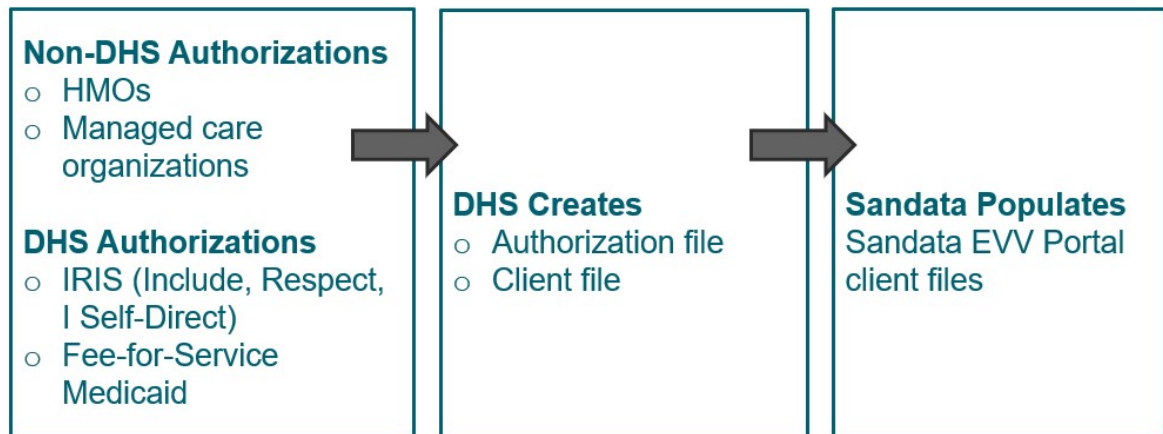 Non-DHS Authorizations
o HMOs
o Managed care
organizations
DHS Authorizations
o IRIS (Include, Respect,
I Self-Direct)
o Fee-for-Service
Medicaid
DHS Creates
o Authorization file
o Client file
Sandata Populates
Sandata EVV Portal
client files